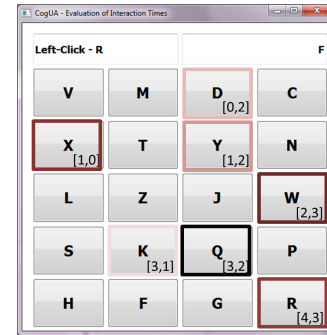 CogUA - Evaluation of Interaction Times
Left-Click - R F
V M D C
[0,2]
X T Y N
[1,0] [1,2]
L Z J W
[2,3]
S K Q P
[3,1] [3,2]
H F G R
[4,3]